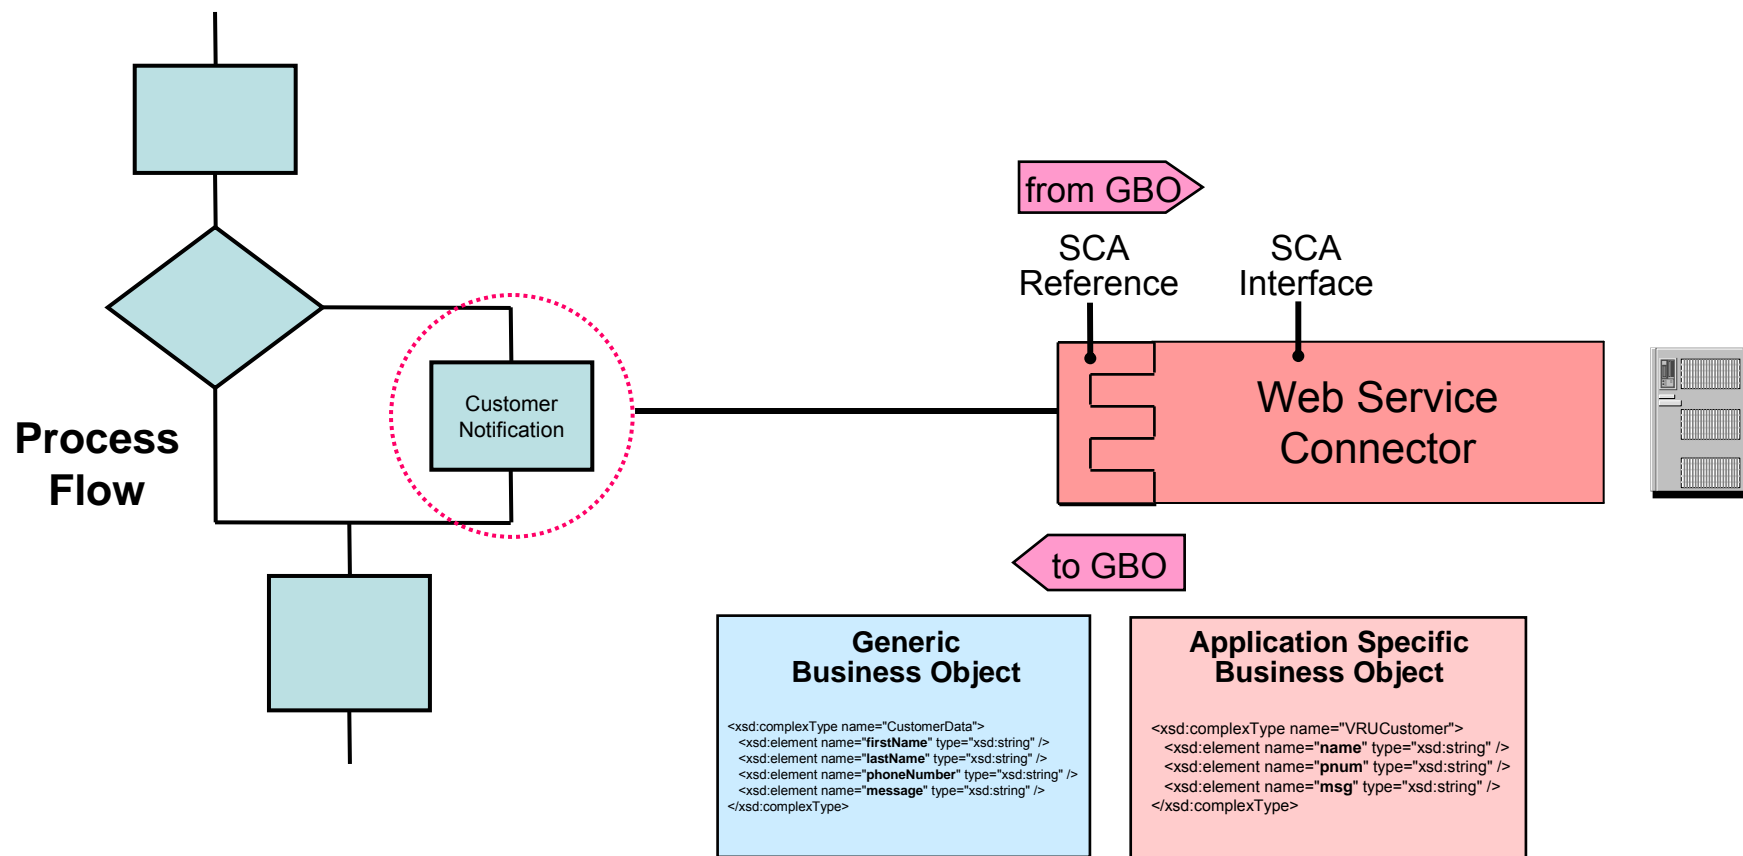 from GBO
SCA
Reference
SCA
Interface
Customer
Notification
Process
Flow
Web Service
Connector
to GBO
Generic
Business Object
<xsd:complexType name="CustomerData">
<xsd:element name="firstName" type="xsd:string" />
<xsd:element name="lastName" type="xsd:string" />
<xsd:element name="phoneNumber" type="xsd:string" />
<xsd:element name="message" type="xsd:string" />
</xsd:complexType>
Application Specific
Business Object
<xsd:complexType name="VRUCustomer">
<xsd:element name="name" type="xsd:string" />
<xsd:element name="pnum" type="xsd:string" />
<xsd:element name="msg" type="xsd:string" />
</xsd:complexType>